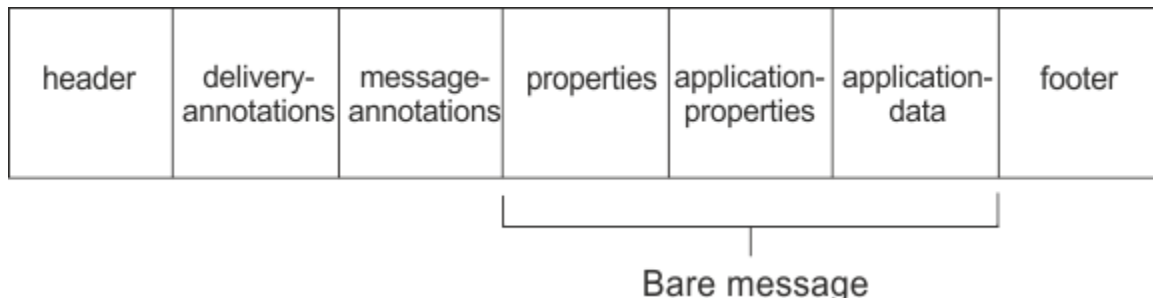 header
delivery-
annotations
message-
annotations
properties
application-
properties
application-
data
footer
Bare message